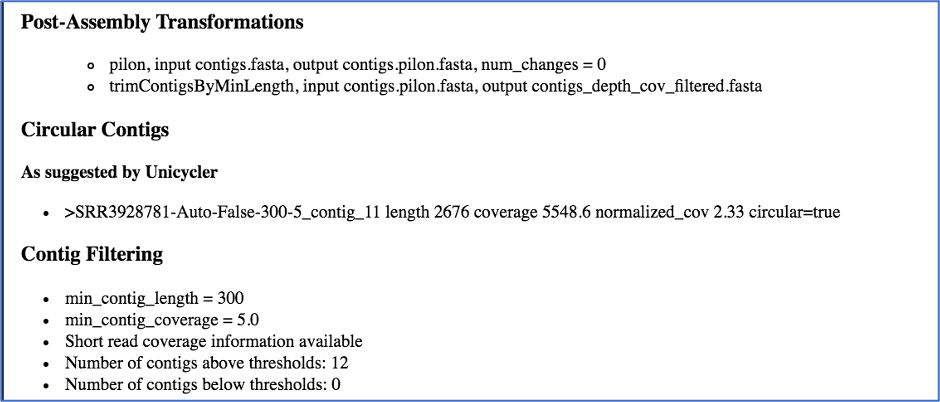 Post-Assembly Transformations
pilon, input contigs.fasta, output contigs.pilon.fasta, num_changes = 0
trimContigsByMinLength, input contigs.pilon.fasta, output contigs_depth_cov_filtered.fasta
Circular Contigs
As suggested by Unicycler
>SRR3928781-Auto-False-300-5_contig_11 length 2676 coverage 5548.6 normalized_cov 2.33 circular=true
Contig Filtering
min_contig_length = 300
min_contig_coverage = 5.0
Short read coverage information available
Number of contigs above thresholds: 12
Number of contigs below thresholds: 0